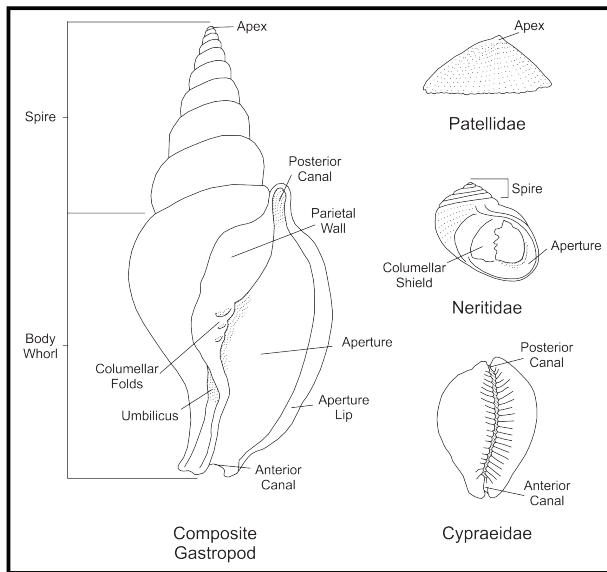 Apex
Spire
Posterior
Canal
Parietal
Wall
Body
Whorl
Aperture
Columellar
Folds
Umbilicus
Aperture
Lip
Anterior
Canal
Composite
Gastropod
Apex
Patellidae
Spire
Aperture
Columellar
Shield
Neritidae
Posterior
Canal
Anterior
Canal
Cypraeidae